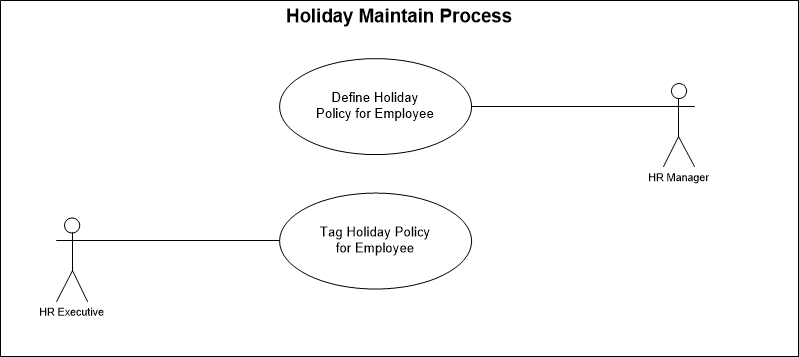 Holiday Maintain Process
Define Holiday
Policy for Employee
HR Manager
Tag Holiday Policy
for Employee
HR Executive